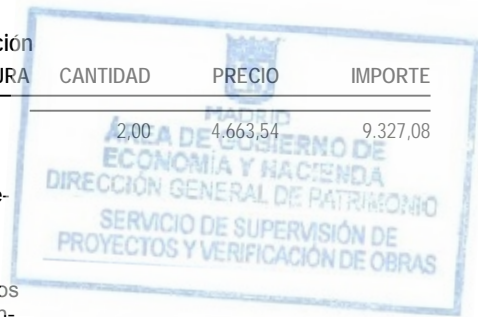 ción
URA CANTIDAD PRECIO IMPORTE
2,00 4.663,54 9.327,08
MADRID
ÁREA DE GOBIERNO DE
ECONOMÍA Y HACIENDA
DIRECCIÓN GENERAL DE PATRIMONIO
e-
SERVICIO DE SUPERVISIÓN DE
PROYECTOS Y VERIFICACIÓN DE OBRAS
os
n-